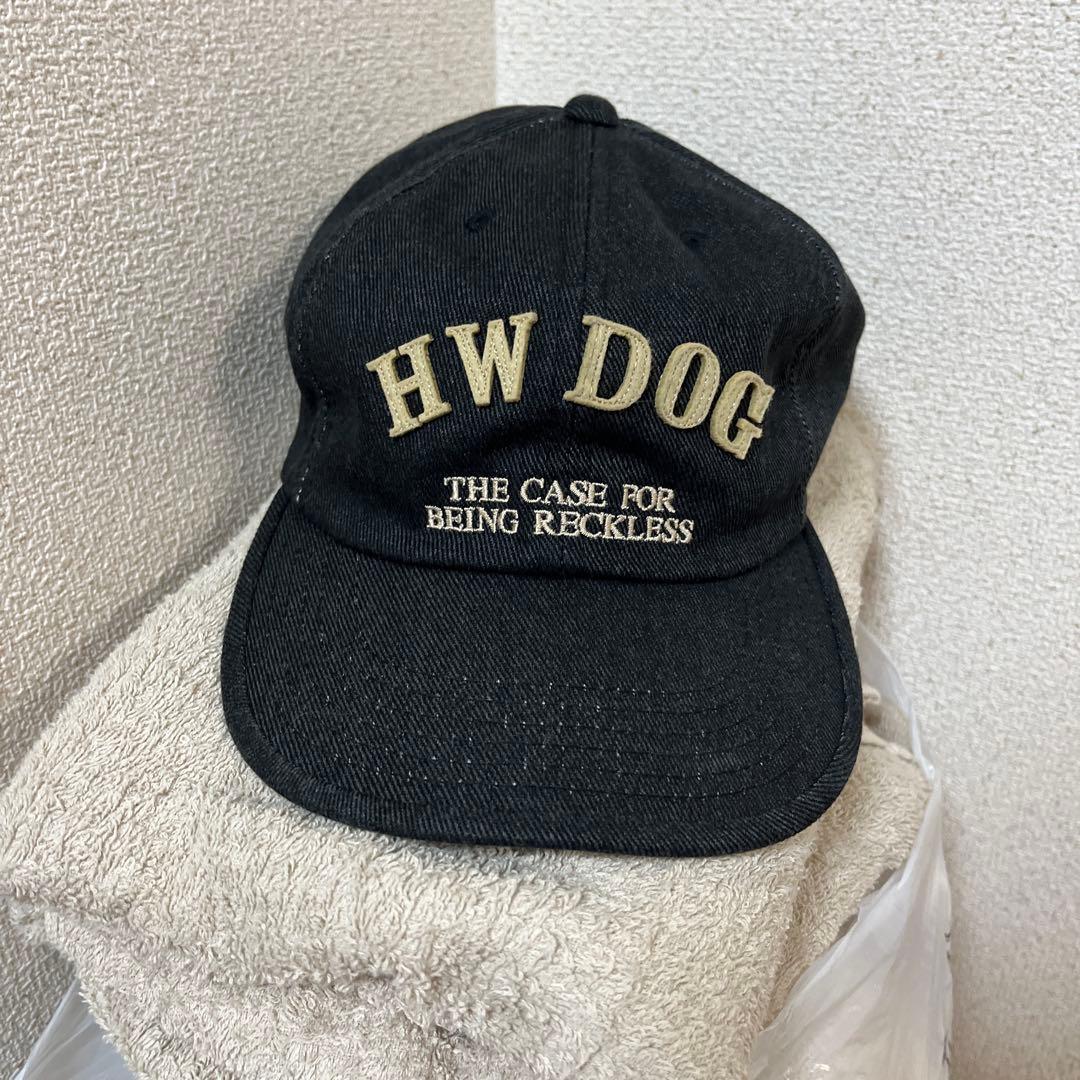 HW DOG
THE CASE FOR
BEING RECKLESS